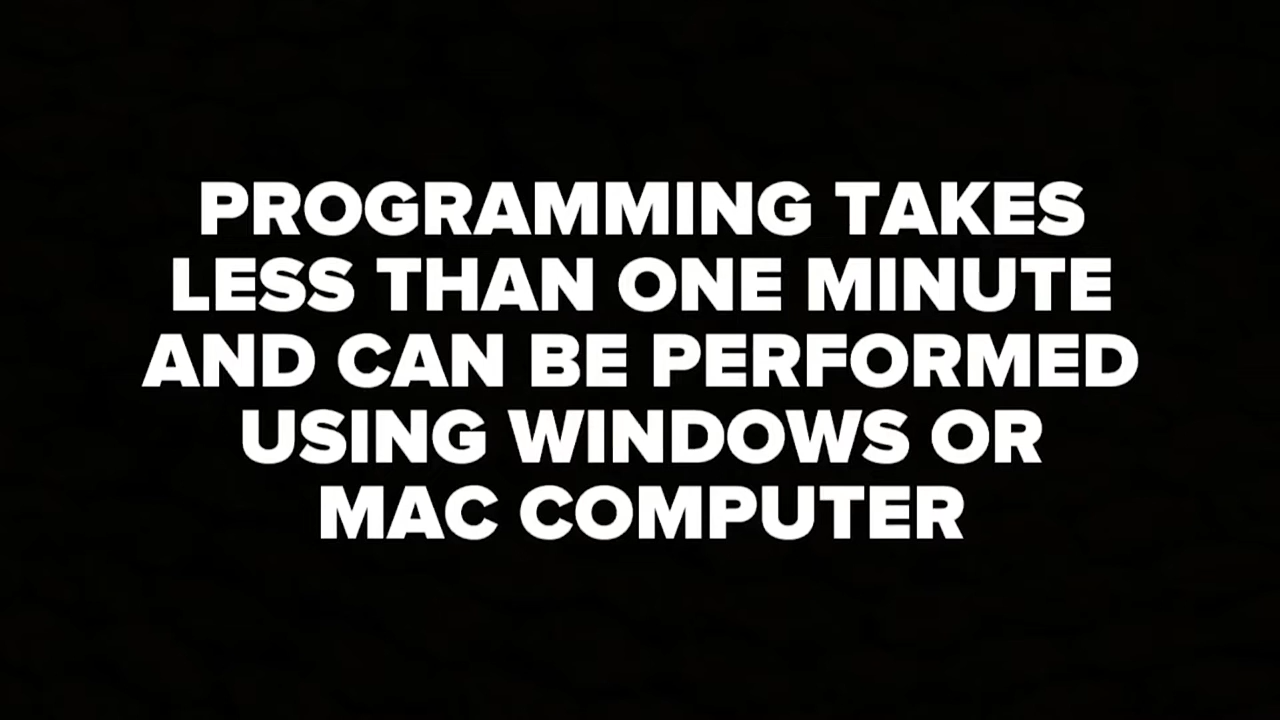 PROGRAMMING TAKES
LESS THAN ONE MINUTE
AND CAN BE PERFORMED
USING WINDOWS OR
MAC COMPUTER